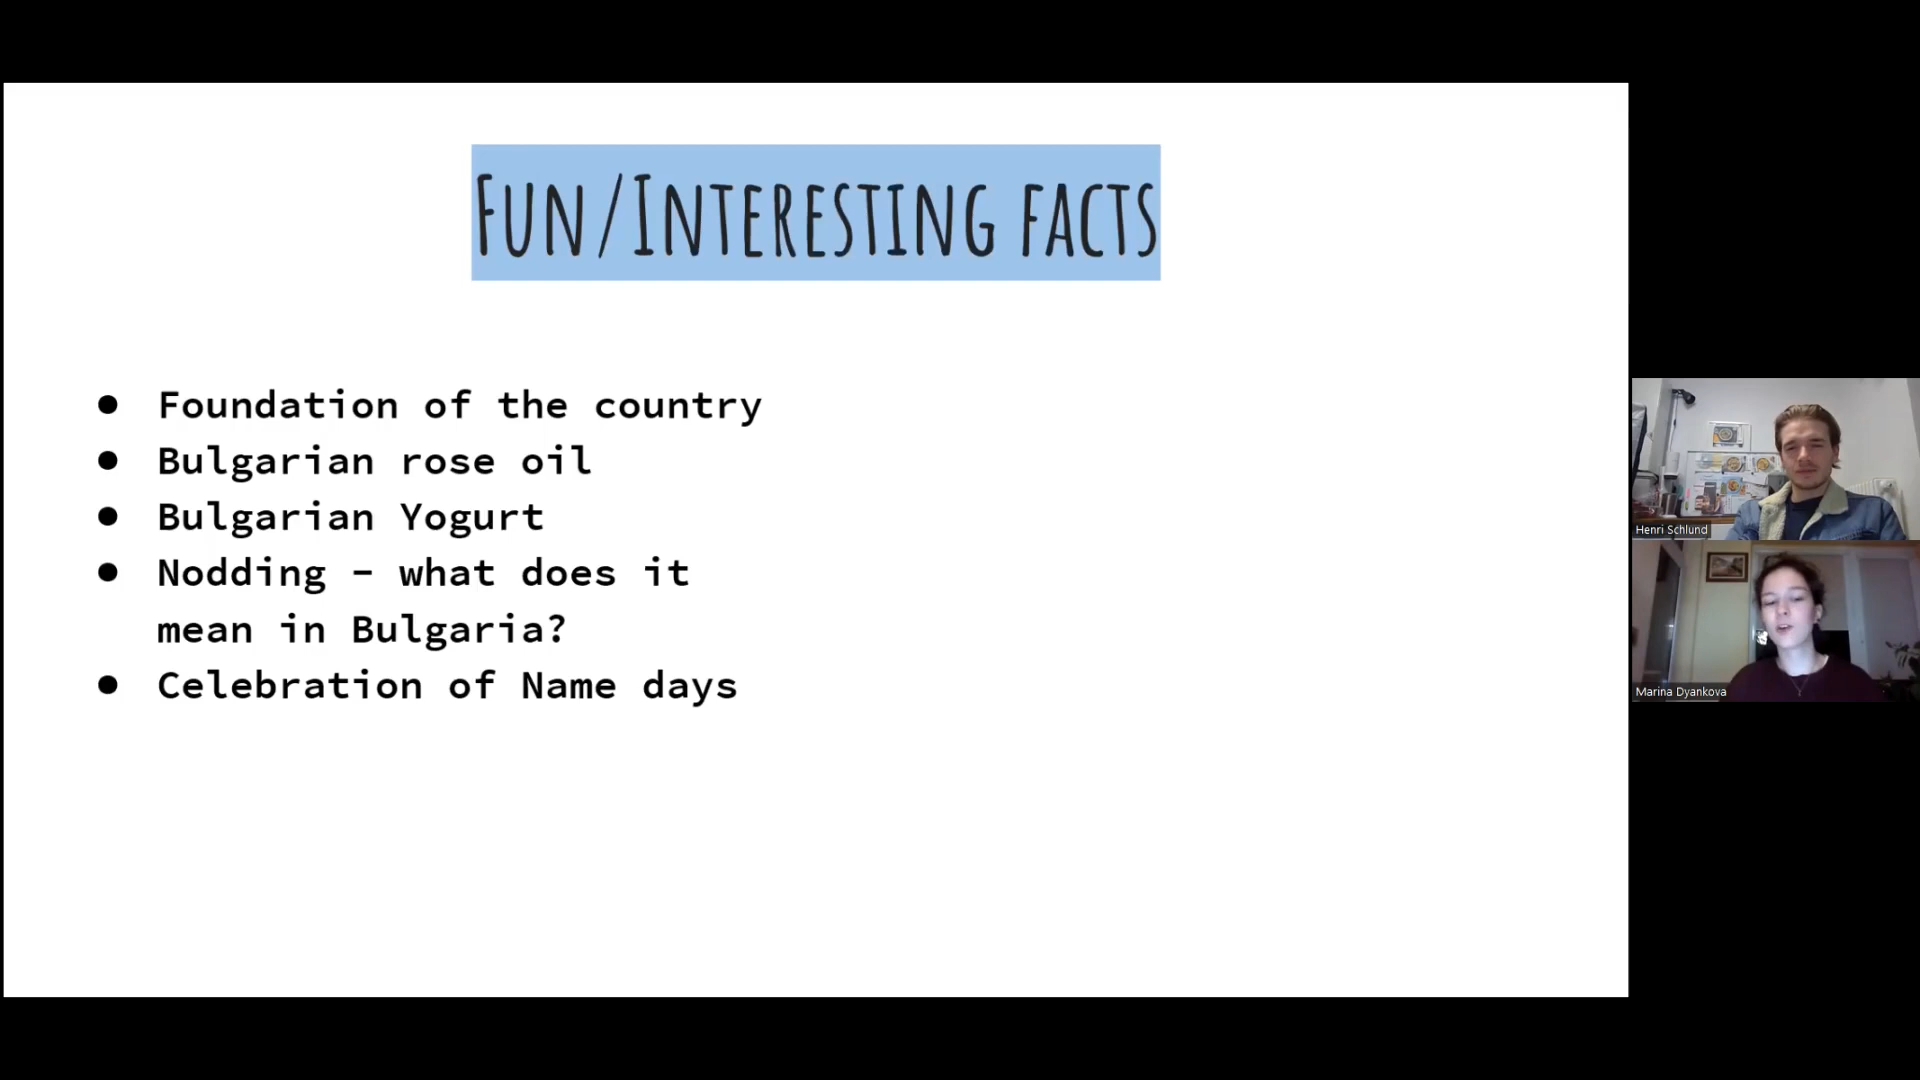 Fun/Interesting facts
● Foundation of the country
● Bulgarian rose oil
● Bulgarian Yogurt
● Nodding - what does it
mean in Bulgaria?
● Celebration of Name days
Henri Schlund
Marina Dyankova